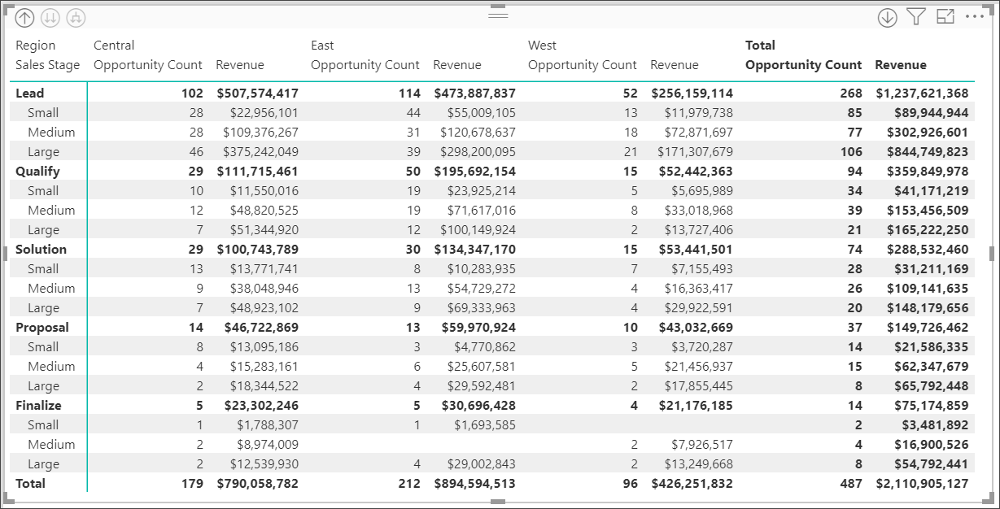 Region Central East West Total
Sales Stage Opportunity Count Revenue Opportunity Count Revenue Opportunity Count Revenue Opportunity Count Revenue
Lead 102 $507,574,417 114 $473,887,837 52 $256,159,114 268 $1,237,621,368
Small 28 $22,956,101 44 $55,009,105 13 $11,979,738 85 $89,944,944
Medium 28 $109,376,267 31 $120,678,637 18 $72,871,697 77 $302,926,601
Large 46 $375,242,049 39 $298,200,095 21 $171,307,679 106 $844,749,823
Qualify 29 $111,715,461 50 $195,692,154 15 $52,442,363 94 $359,849,978
Small 10 $11,550,016 19 $23,925,214 5 $5,695,989 34 $41,171,219
Medium 12 $48,820,525 19 $71,617,016 8 $33,018,968 39 $153,456,509
Large 7 $51,344,920 12 $100,149,924 2 $13,727,406 21 $165,222,250
Solution 29 $100,743,789 30 $134,347,170 15 $53,441,501 74 $288,532,460
Small 13 $13,771,741 8 $10,283,935 7 $7,155,493 28 $31,211,169
Medium 9 $38,048,946 13 $54,729,272 4 $16,363,417 26 $109,141,635
Large 7 $48,923,102 9 $69,333,963 4 $29,922,591 20 $148,179,656
Proposal 14 $46,722,869 13 $59,970,924 10 $43,032,669 37 $149,726,462
Small 8 $13,095,186 3 $4,770,862 3 $3,720,287 14 $21,586,335
Medium 4 $15,283,161 6 $25,607,581 5 $21,456,937 15 $62,347,679
Large 2 $18,344,522 4 $29,592,481 2 $17,855,445 8 $65,792,448
Finalize 5 $23,302,246 5 $30,696,428 4 $21,176,185 14 $75,174,859
Small 1 $1,788,307 1 $1,693,585 2 $3,481,892
Medium 2 $8,974,009 2 $7,926,517 4 $16,900,526
Large 2 $12,539,930 4 $29,002,843 2 $13,249,668 8 $54,792,441
Total 179 $790,058,782 212 $894,594,513 96 $426,251,832 487 $2,110,905,127